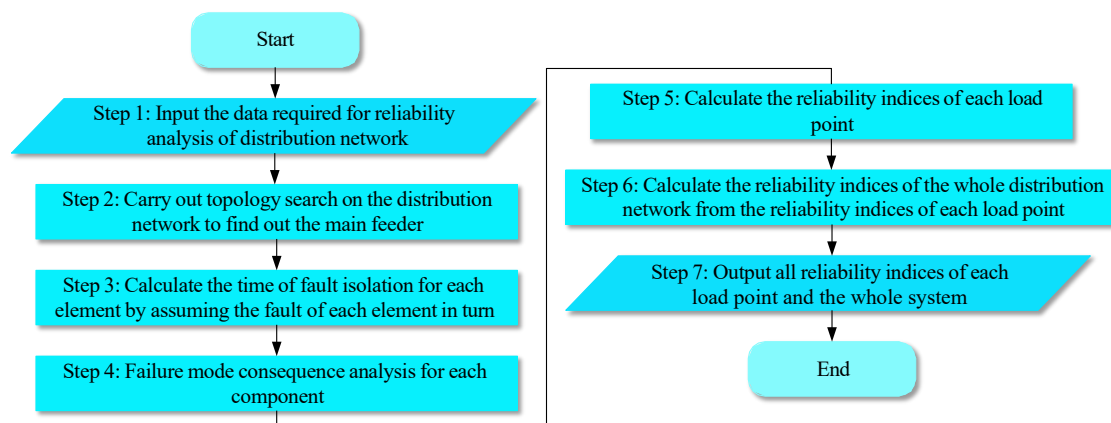 Start
Step 1: Input the data required for reliability
analysis of distribution network
Step 2: Carry out topology search on the distribution
network to find out the main feeder
Step 3: Calculate the time of fault isolation for each
element by assuming the fault of each element in turn
Step 4: Failure mode consequence analysis for each
component
Step 5: Calculate the reliability indices of each load
point
Step 6: Calculate the reliability indices of the whole distribution
network from the reliability indices of each load point
Step 7: Output all reliability indices of each
load point and the whole system
End